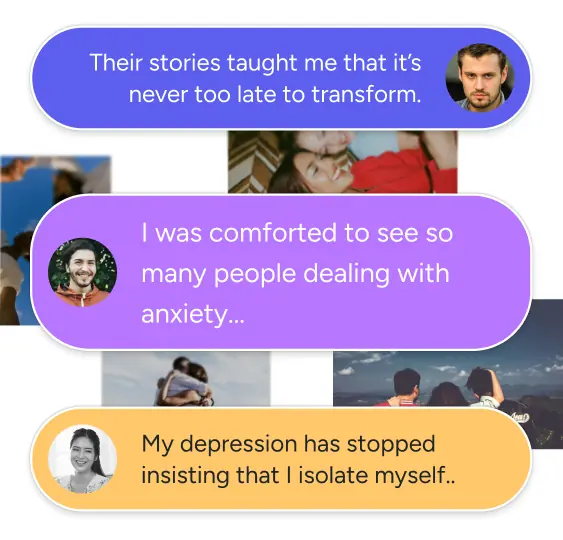 Their stories taught me that it’s
never too late to transform.
I was comforted to see so
many people dealing with
anxiety...
My depression has stopped
insisting that I isolate myself..